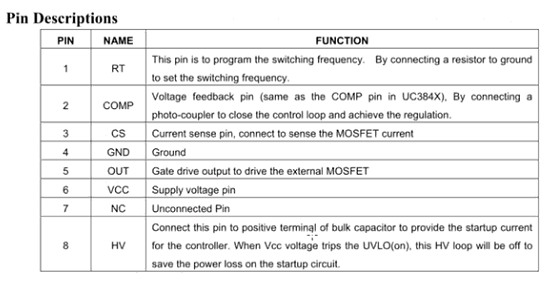 Pin Descriptions
PIN NAME FUNCTION
1 RT This pin is to program the switching frequency. By connecting a resistor to ground
to set the switching frequency.
2 COMP Voltage feedback pin (same as the COMP pin in UC384X), By connecting a
photo-coupler to close the control loop and achieve the regulation.
3 CS Current sense pin, connect to sense the MOSFET current
4 GND Ground
5 OUT Gate drive output to drive the external MOSFET
6 VCC Supply voltage pin
7 NC Unconnected Pin
8 HV Connect this pin to positive terminal of bulk capacitor to provide the startup current
for the controller. When Vcc voltage trips the UVLO(on), this HV loop will be off to
save the power loss on the startup circuit.